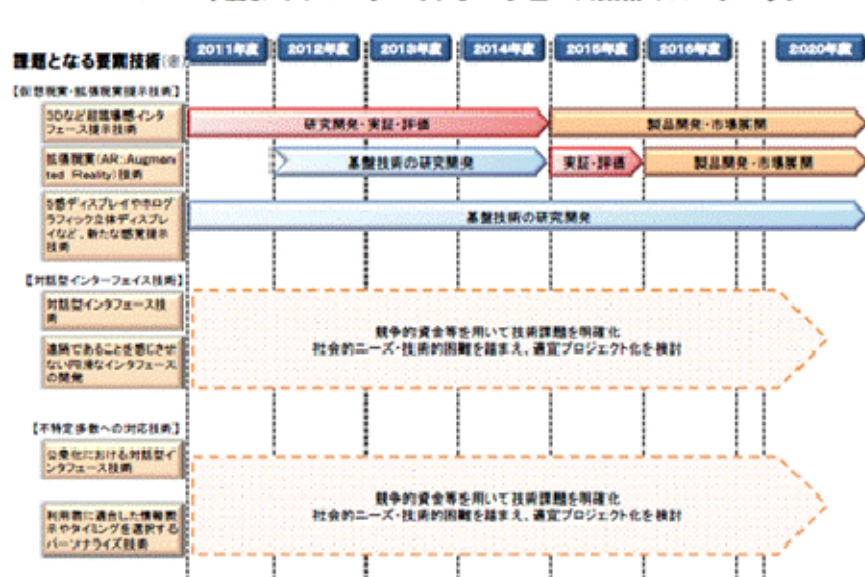 2011年度 2012年度 2013年度 2014年度 2015年度 2016年度 2020年度
課題となる要素技術(※)
【仮想現実・拡張現実提示技術】
3Dなど超臨場感インタ
フェース提示技術
研究開発・実証・評価
製品開発・市場展開
拡張現実(AR:Augmen
ted Reality)技術
基盤技術の研究開発
実証・評価
製品開発・市場展開
5感ディスプレイやホログ
ラフィック立体ディスプレ
イなど、新たな感覚提示
技術
基盤技術の研究開発
【対話型インターフェイス技術】
対話型インタフェース技
術
遠隔であることを感じさせ
ない円滑なインタフェース
の開発
競争的資金等を用いて技術課題を明確化
社会的ニーズ・技術的困難を踏まえ、適宜プロジェクト化を検討
【不特定多数への対応技術】
公衆化における対話型イ
ンタフェース技術
利用者に適合した情報提
示やタイミングを選択する
パーソナライズ技術
競争的資金等を用いて技術課題を明確化
社会的ニーズ・技術的困難を踏まえ、適宜プロジェクト化を検討